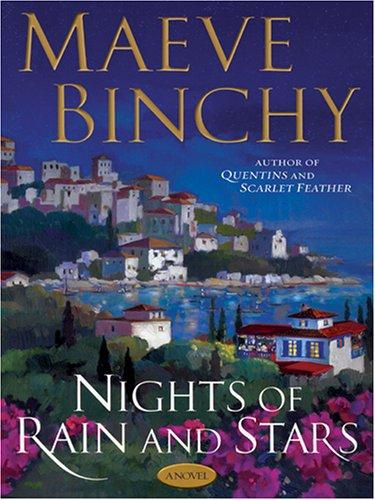 MAEVE
BINCHY
AUTHOR OF
QUENTINS AND
SCARLET FEATHER
NIGHTS OF
RAIN AND STARS
A NOVEL